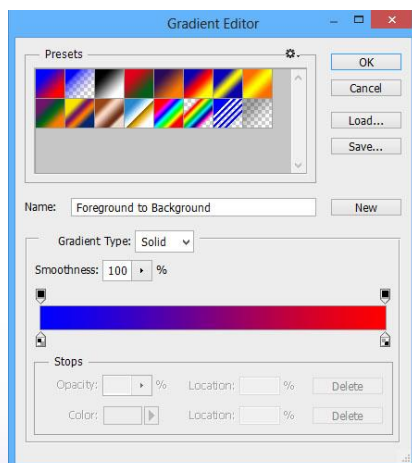 Gradient Editor
Presets
OK
Cancel
Load...
Save...
Name: Foreground to Background
New
Gradient Type: Solid
Smoothness: 100 %
Stops
Opacity: % Location: % Delete
Color: Location: % Delete